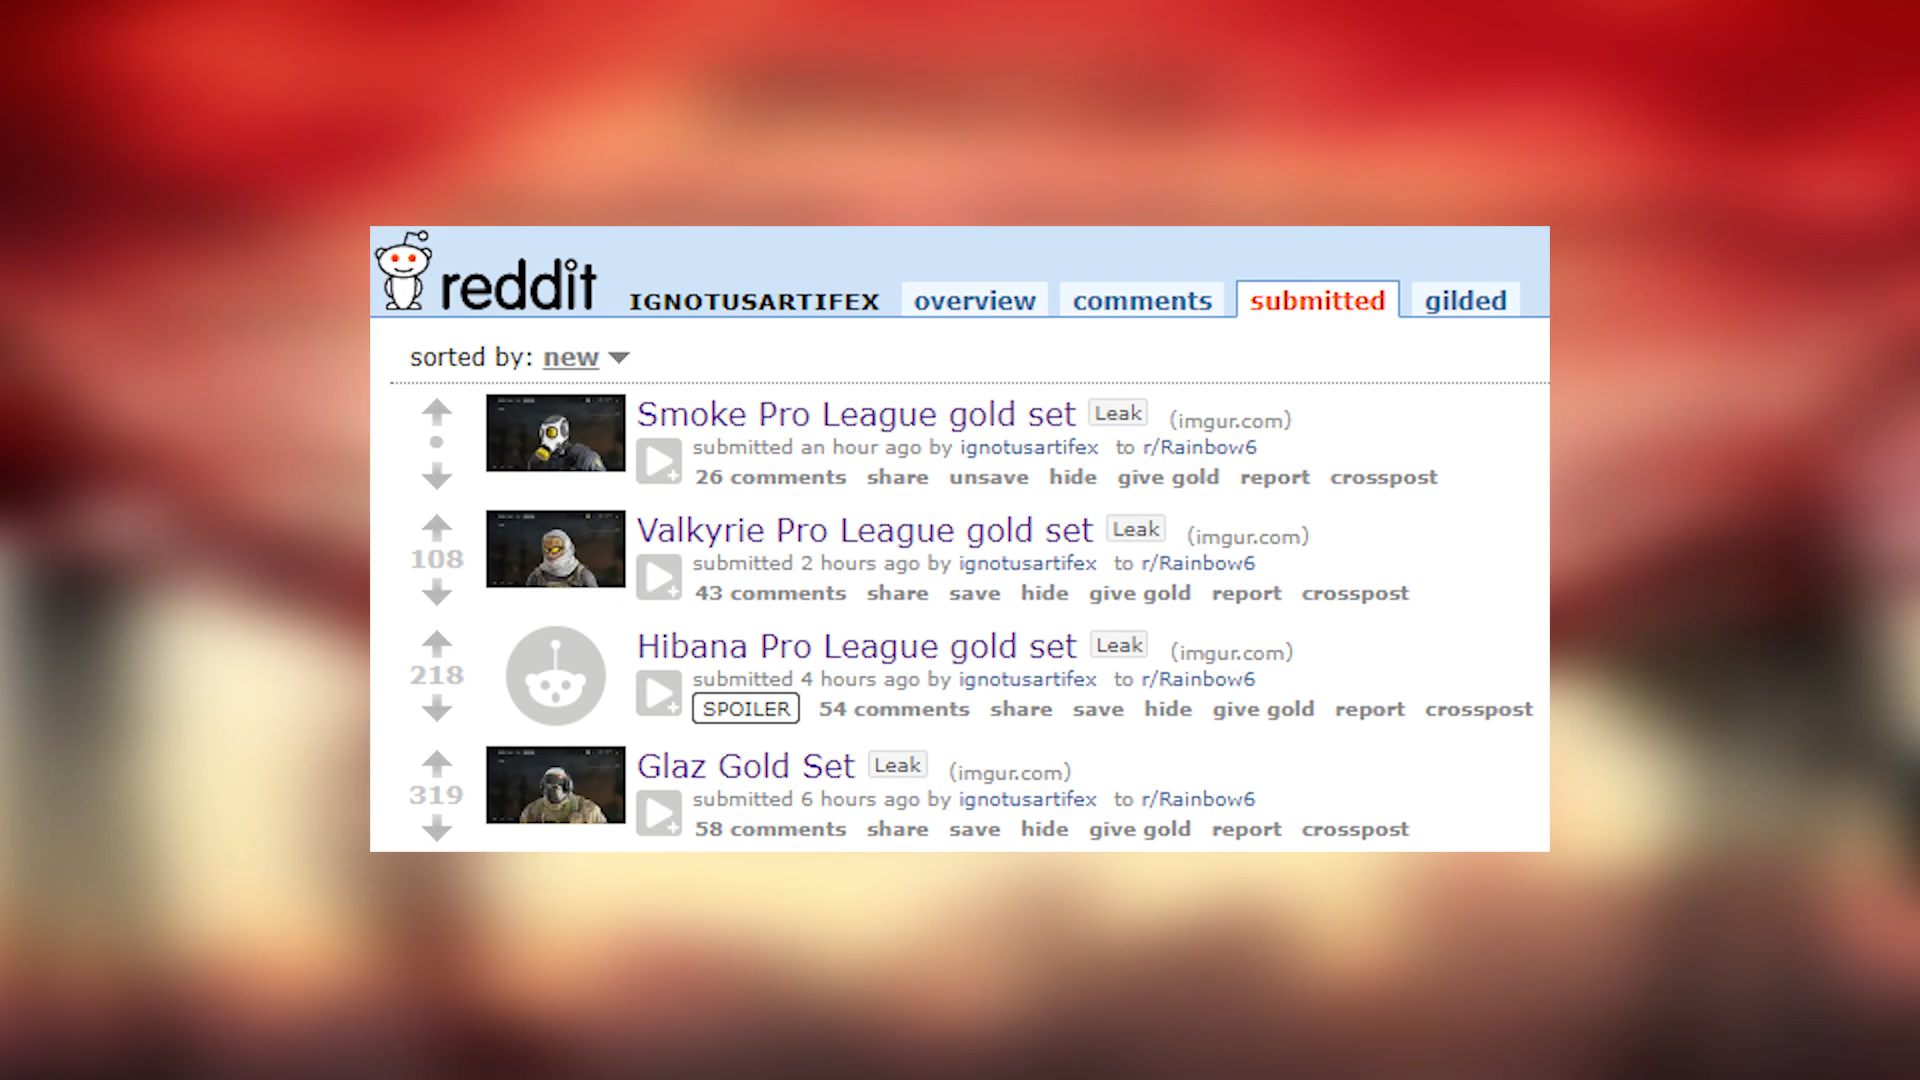 reddit IGNOTUSARTIFEX overview comments submitted gilded
sorted by: new
Smoke Pro League gold set Leak (imgur.com)
submitted an hour ago by ignotusartifex to r/Rainbow6
26 comments share unsave hide give gold report crosspost
108
Valkyrie Pro League gold set Leak (imgur.com)
submitted 2 hours ago by ignotusartifex to r/Rainbow6
43 comments share save hide give gold report crosspost
218
Hibana Pro League gold set Leak (imgur.com)
submitted 4 hours ago by ignotusartifex to r/Rainbow6
SPOILER 54 comments share save hide give gold report crosspost
319
Glaz Gold Set Leak (imgur.com)
submitted 6 hours ago by ignotusartifex to r/Rainbow6
58 comments share save hide give gold report crosspost